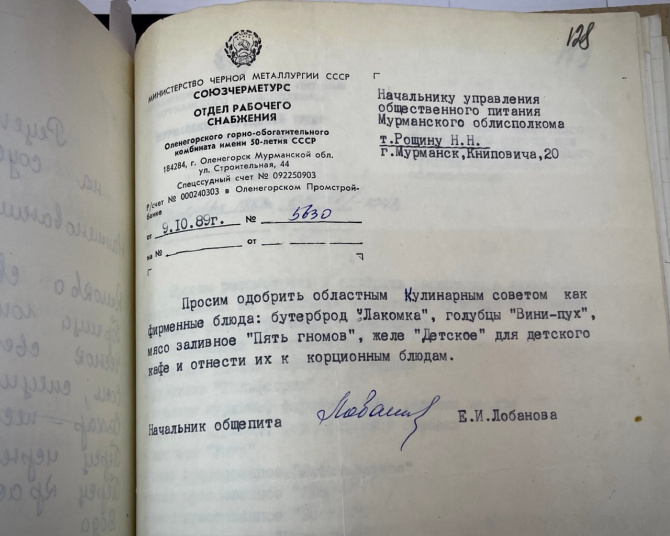 128
МИНИСТЕРСТВО ЧЕРНОЙ МЕТАЛЛУРГИИ СССР
СОЮЗЧЕРМЕТУРС
ОТДЕЛ РАБОЧЕГО
СНАБЖЕНИЯ
Оленегорского горно-обогатительного
комбината имени 50-летия СССР
184284, г. Оленегорск Мурманской обл.
ул. Строительная, 44
Спецссудный счет № 092250903
Р/счет № 000240303 в Оленегорском Промстрой-
банке
от 9.IO.89г. № 5630
на № от
Начальнику управления
общественного питания
Мурманского облисполкома
т.Рощину Н.Н.
г.Мурманск,Книповича,20
Просим одобрить областным Кулинарным советом как
фирменные блюда: бутерброд "Лакомка", голубцы "Вини-пух",
мясо заливное "Пять гномов", желе "Детское" для детского
кафе и отнести их к корционным блюдам.
Начальник общепита Е.И.Лобанова